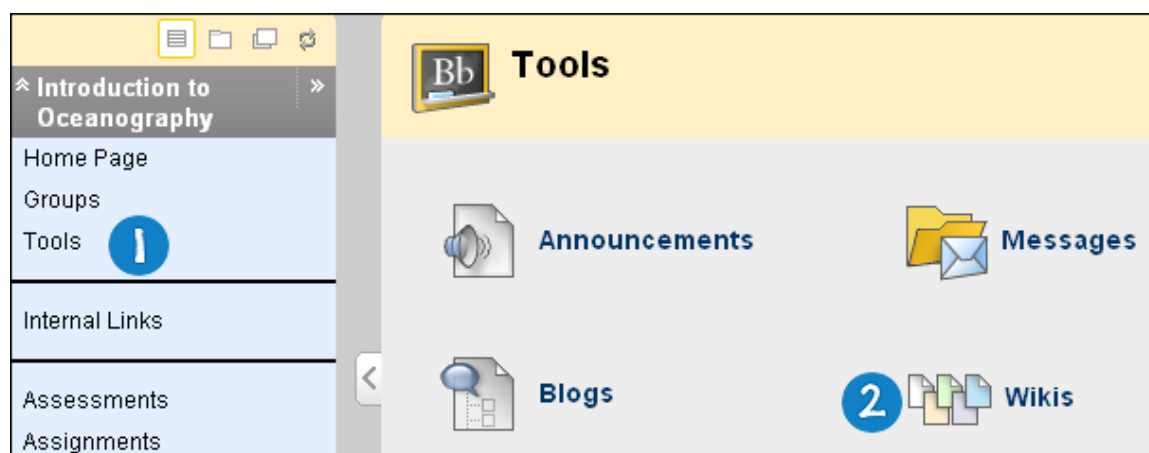 Introduction to
Oceanography
Home Page
Groups
Tools
1
Internal Links
Assessments
Assignments
Bb
Tools
Announcements
Messages
Blogs
2
Wikis